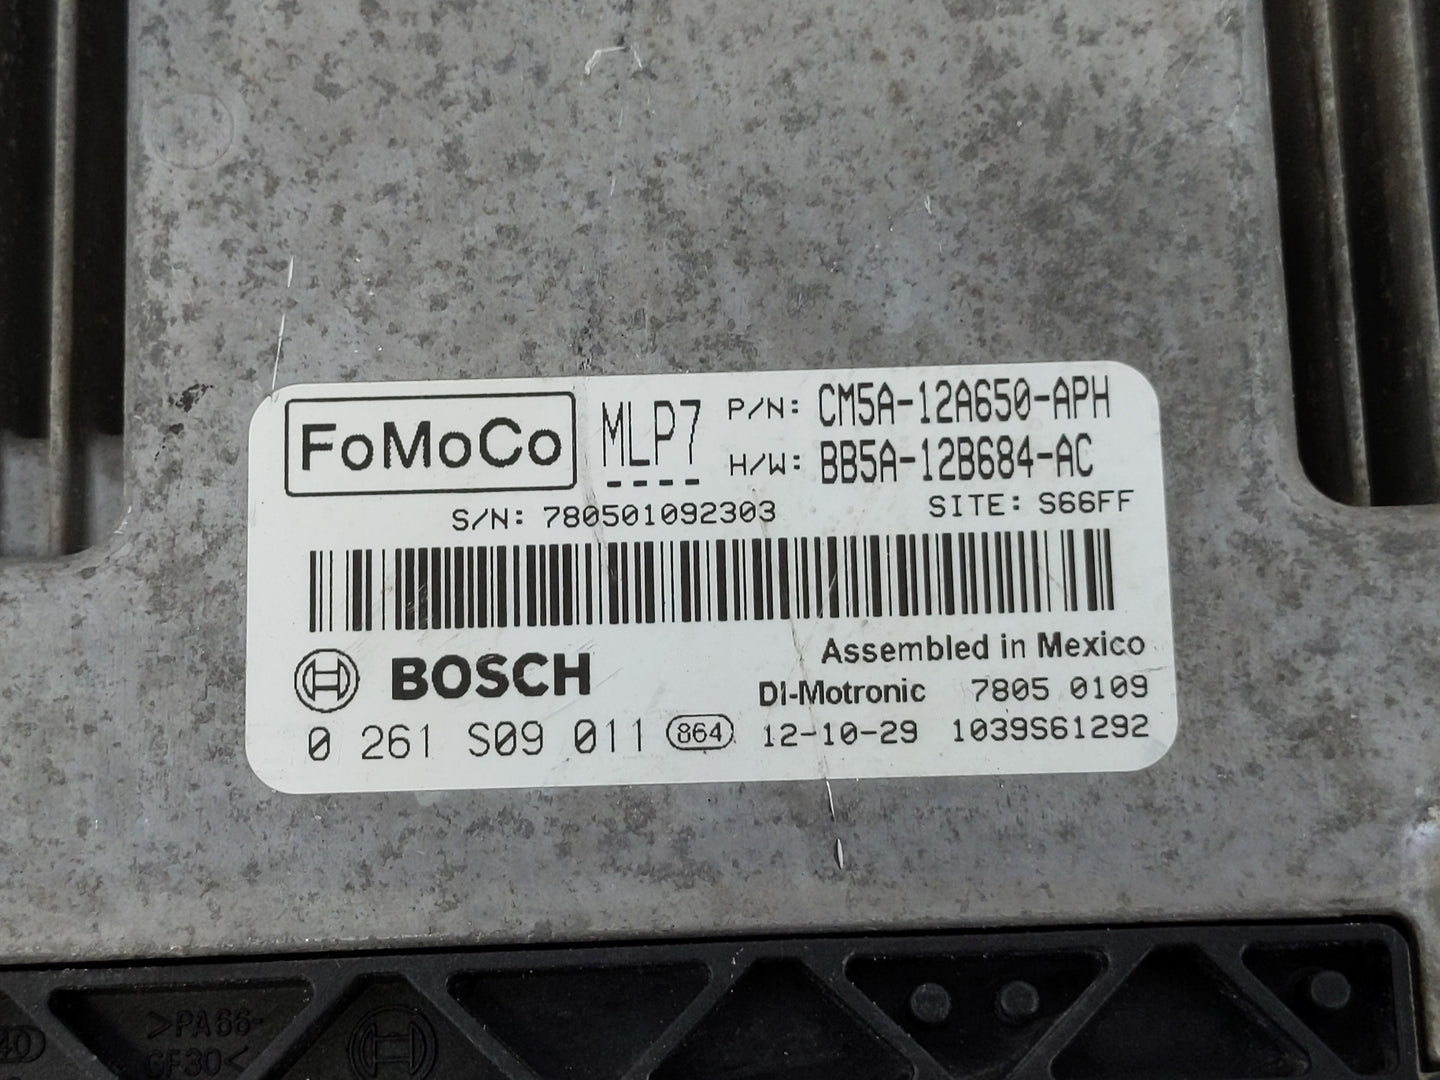 FoMoCo MLP7 P/N: CM5A-12A650-APH
H/W: BB5A-12B684-AC
S/N: 780501092303 SITE: S66FF
Assembled in Mexico
BOSCH DI-Motronic 7805 0109
0 261 S09 011 864 12-10-29 1039S61292
>PA66-
GF30<